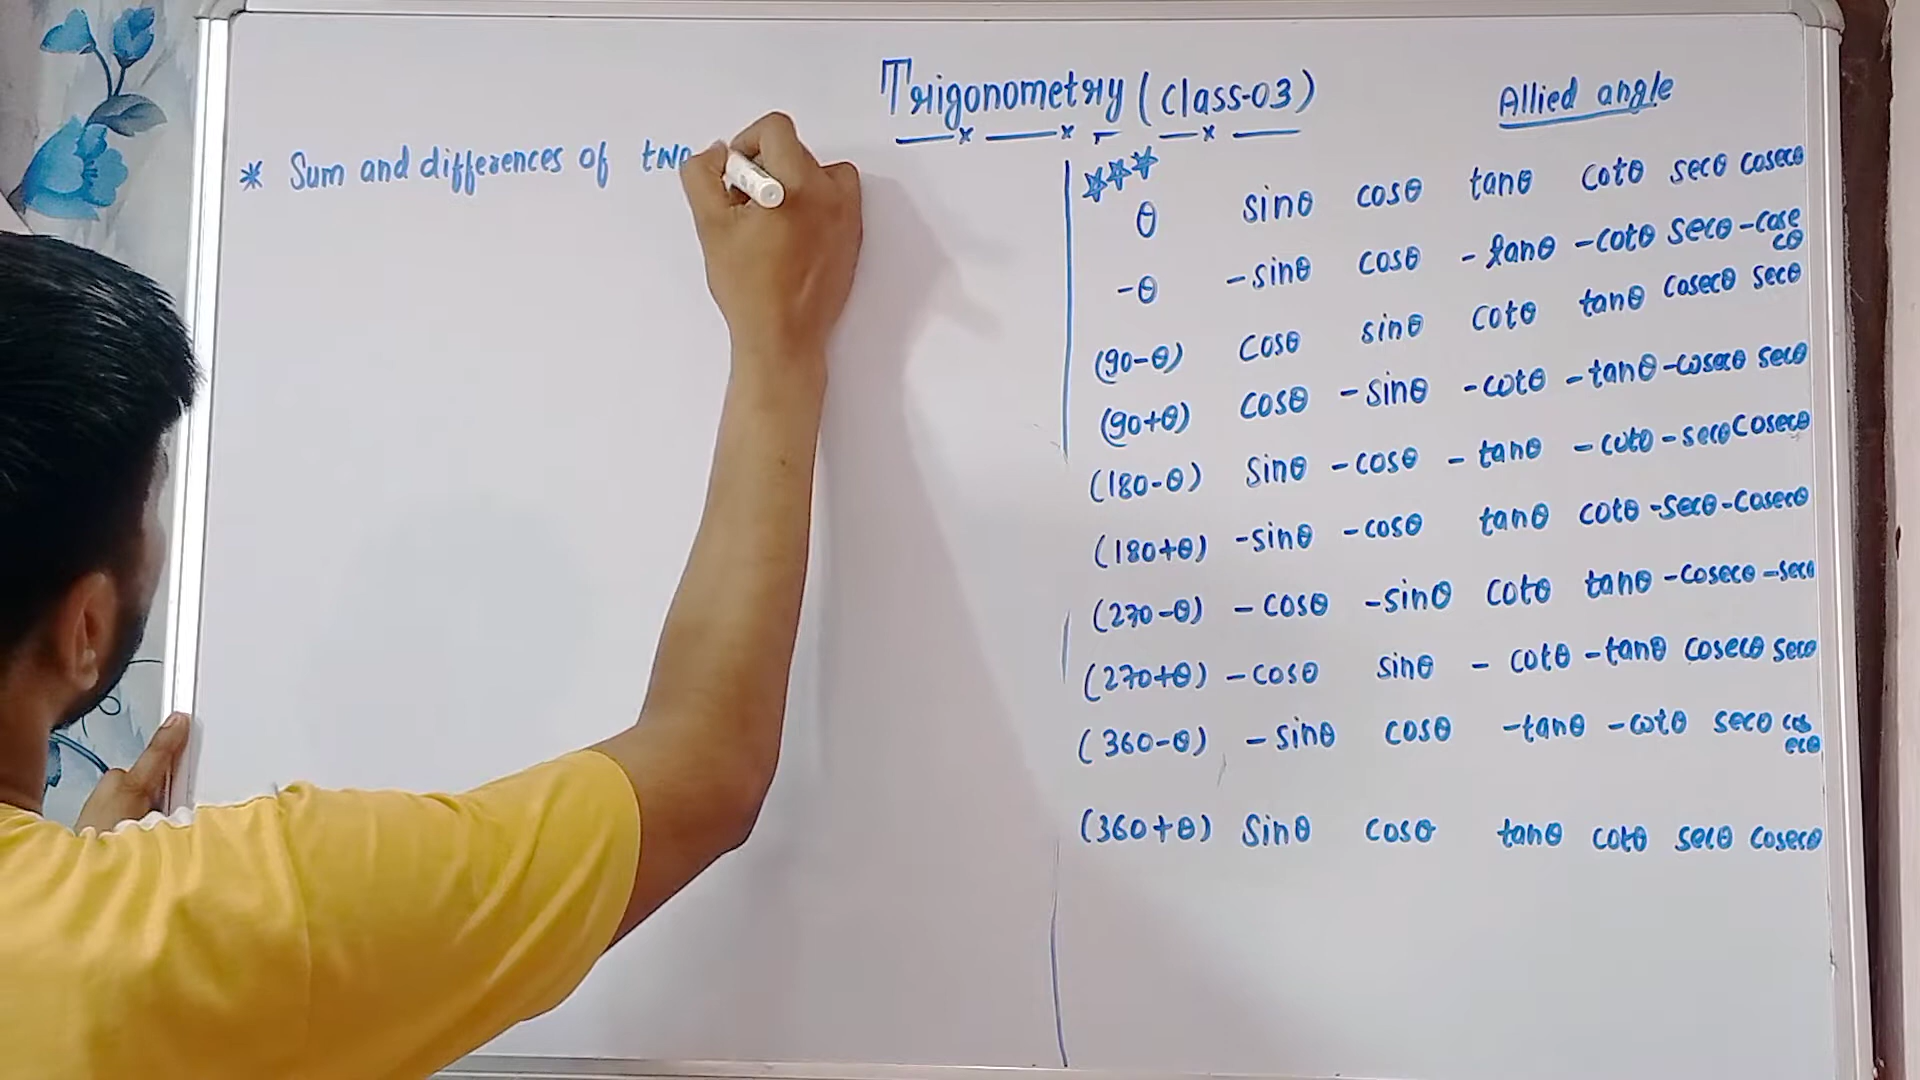 Trigonometry (class-03)
Allied angle
* Sum and differences of two
θ sinθ cosθ tanθ cotθ secθ cosecθ
-θ -sinθ cosθ -tanθ -cotθ secθ -cosecθ
(90-θ) cosθ sinθ cotθ tanθ cosecθ secθ
(90+θ) cosθ -sinθ -cotθ -tanθ -cosecθ secθ
(180-θ) sinθ -cosθ -tanθ -cotθ -secθ cosecθ
(180+θ) -sinθ -cosθ tanθ cotθ -secθ -cosecθ
(270-θ) -cosθ -sinθ cotθ tanθ -cosecθ -secθ
(270+θ) -cosθ sinθ -cotθ -tanθ cosecθ secθ
(360-θ) -sinθ cosθ -tanθ -cotθ secθ cosecθ
(360+θ) sinθ cosθ tanθ cotθ secθ cosecθ